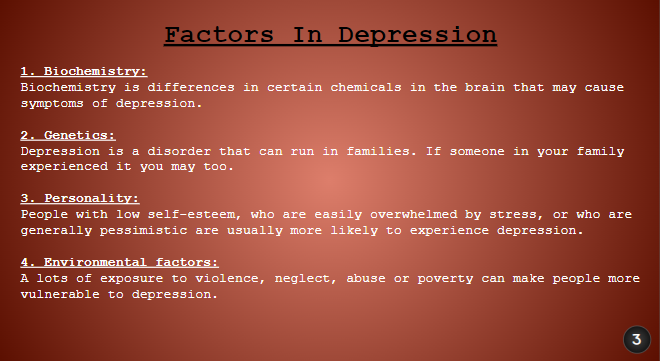 Factors In Depression
1. Biochemistry:
Biochemistry is differences in certain chemicals in the brain that may cause
symptoms of depression.
2. Genetics:
Depression is a disorder that can run in families. If someone in your family
experienced it you may too.
3. Personality:
People with low self-esteem, who are easily overwhelmed by stress, or who are
generally pessimistic are usually more likely to experience depression.
4. Environmental factors:
A lots of exposure to violence, neglect, abuse or poverty can make people more
vulnerable to depression.
3